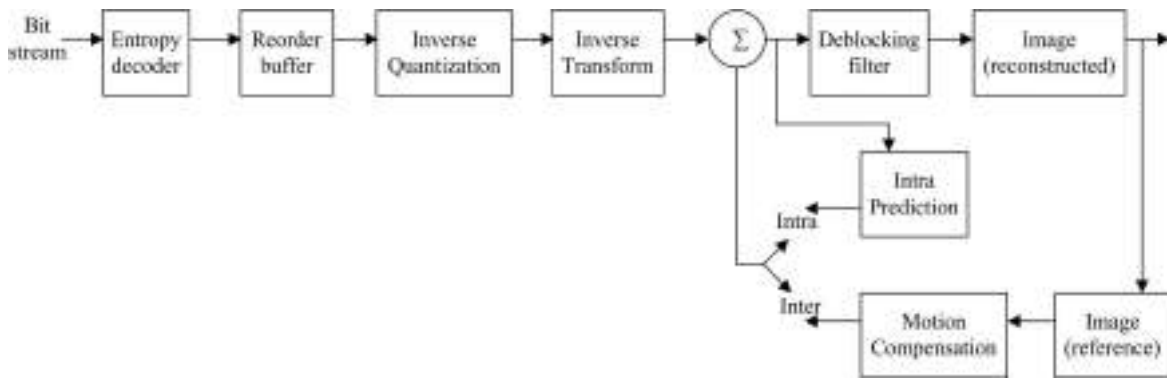 Bit
stream
Entropy
decoder
Reorder
buffer
Inverse
Quantization
Inverse
Transform
Σ
Deblocking
filter
Image
(reconstructed)
Intra
Prediction
Intra
Inter
Motion
Compensation
Image
(reference)